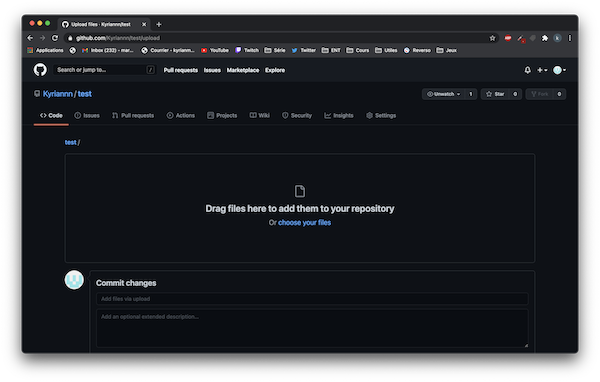 Upload files · Kyriannn/test
github.com/Kyriannn/test/upload
Applications Inbox (233) - mar... Courrier - kyriann... YouTube Twitch Série Twitter ENT Cours Utiles Reverso Jeux
Search or jump to... / Pull requests Issues Marketplace Explore
Kyriannn / test Unwatch 1 Star 0 Fork 0
Code Issues Pull requests Actions Projects Wiki Security Insights Settings
test /
Drag files here to add them to your repository
Or choose your files
Commit changes
Add files via upload
Add an optional extended description...